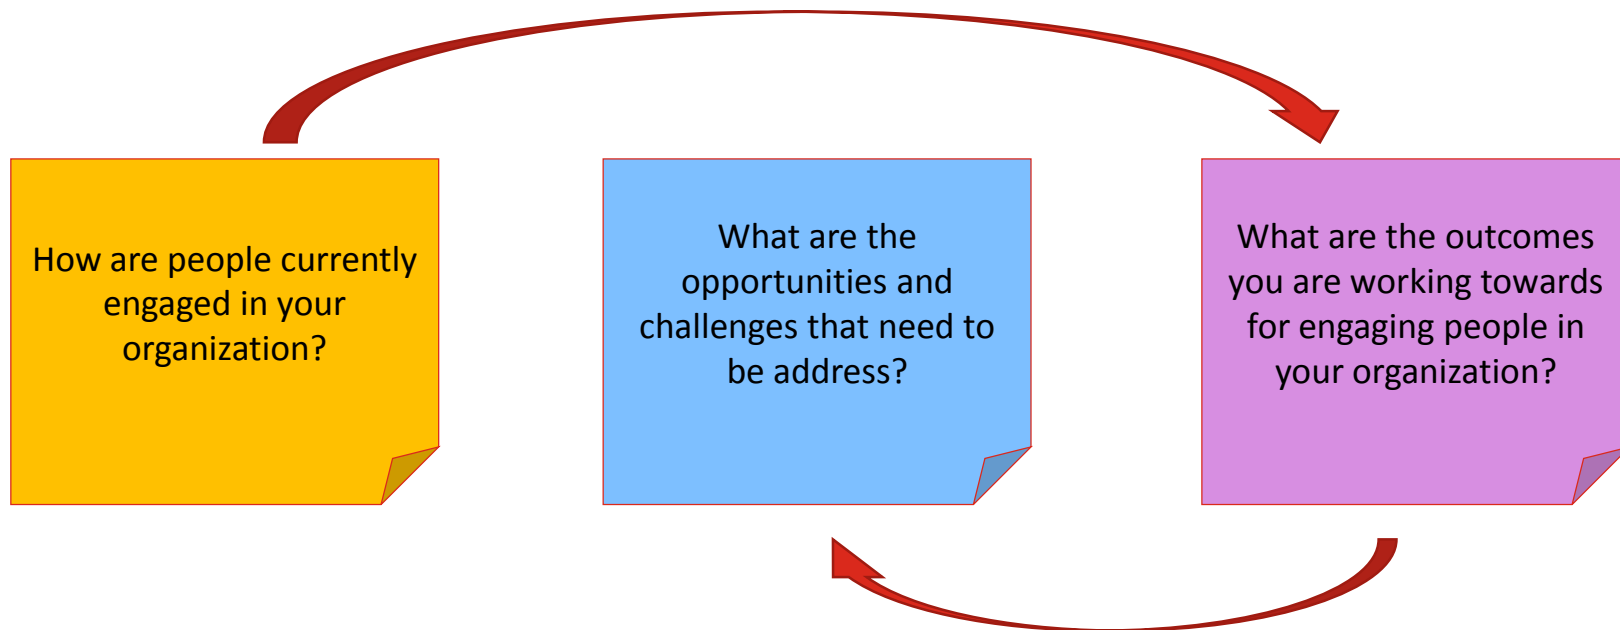 How are people currently
engaged in your
organization?
What are the
opportunities and
challenges that need to
be address?
What are the outcomes
you are working towards
for engaging people in
your organization?